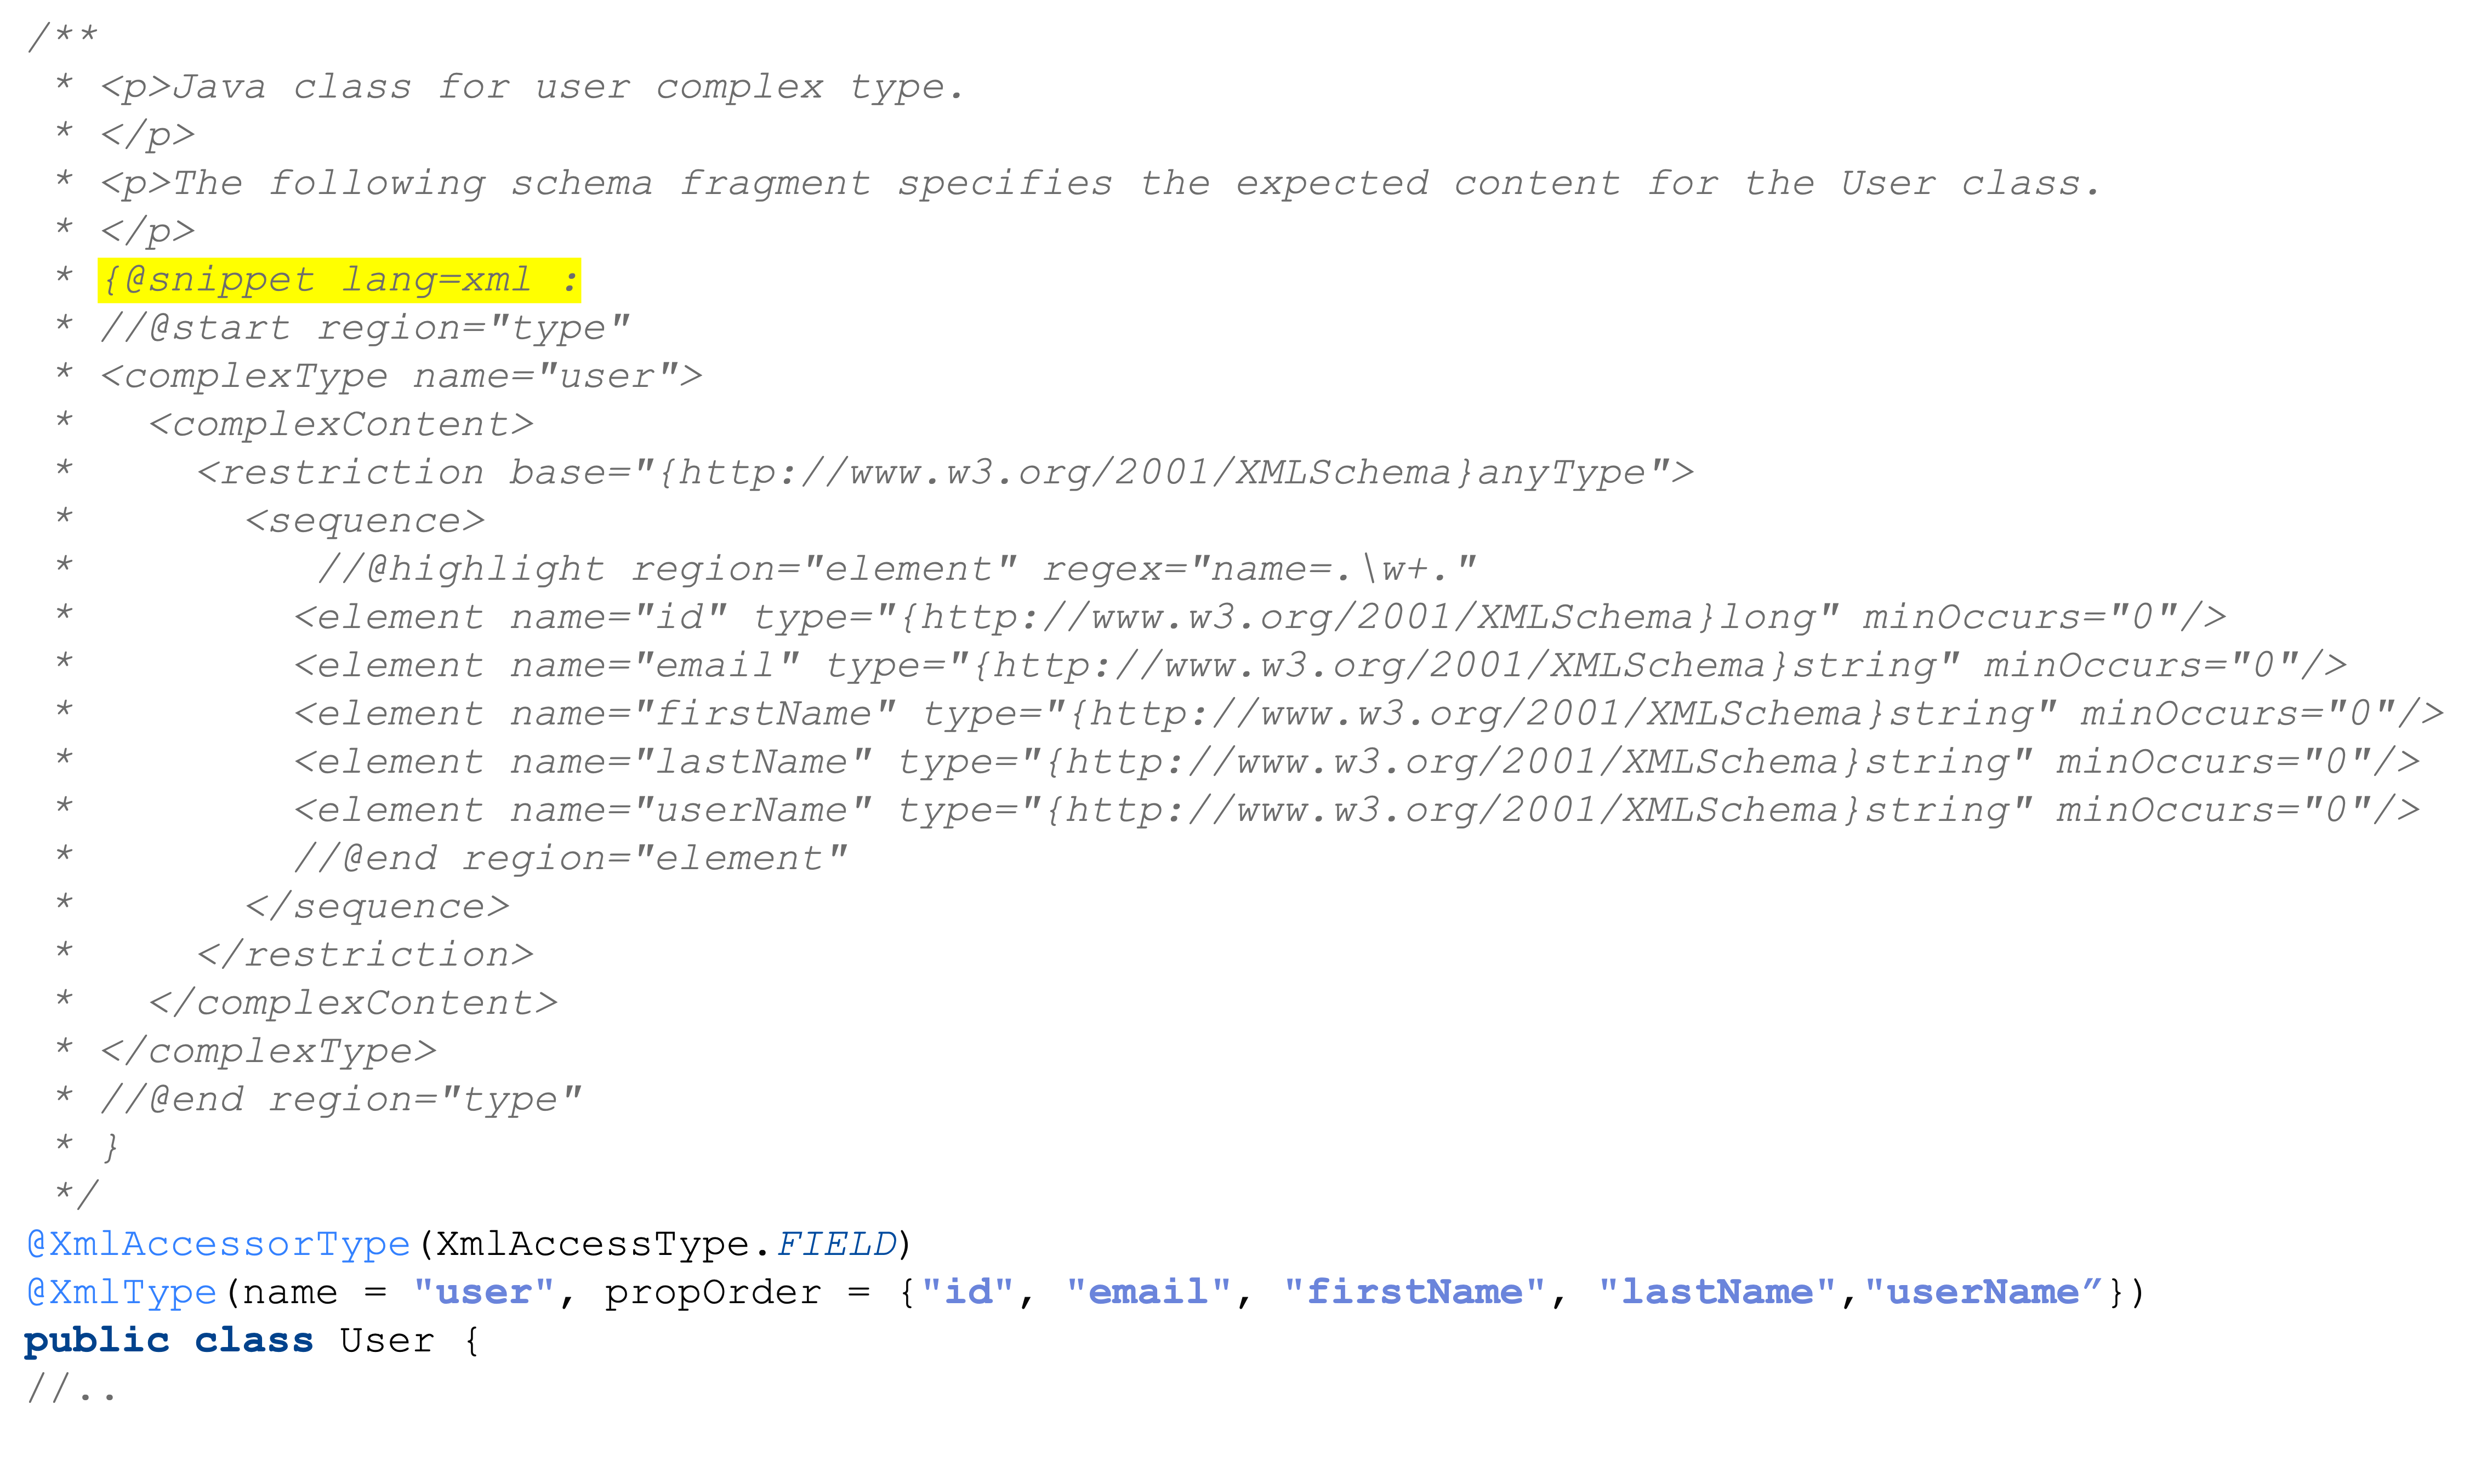 /**
 * <p>Java class for user complex type.
 * </p>
 * <p>The following schema fragment specifies the expected content for the User class.
 * </p>
 * {@snippet lang=xml :
 * //@start region="type"
 * <complexType name="user">
 *   <complexContent>
 *     <restriction base="{http://www.w3.org/2001/XMLSchema}anyType">
 *       <sequence>
 *          //@highlight region="element" regex="name=.\w+."
 *         <element name="id" type="{http://www.w3.org/2001/XMLSchema}long" minOccurs="0"/>
 *         <element name="email" type="{http://www.w3.org/2001/XMLSchema}string" minOccurs="0"/>
 *         <element name="firstName" type="{http://www.w3.org/2001/XMLSchema}string" minOccurs="0"/>
 *         <element name="lastName" type="{http://www.w3.org/2001/XMLSchema}string" minOccurs="0"/>
 *         <element name="userName" type="{http://www.w3.org/2001/XMLSchema}string" minOccurs="0"/>
 *         //@end region="element"
 *       </sequence>
 *     </restriction>
 *   </complexContent>
 * </complexType>
 * //@end region="type"
 * }
 */
@XmlAccessorType(XmlAccessType.FIELD)
@XmlType(name = "user", propOrder = {"id", "email", "firstName", "lastName","userName″})
public class User {
//..